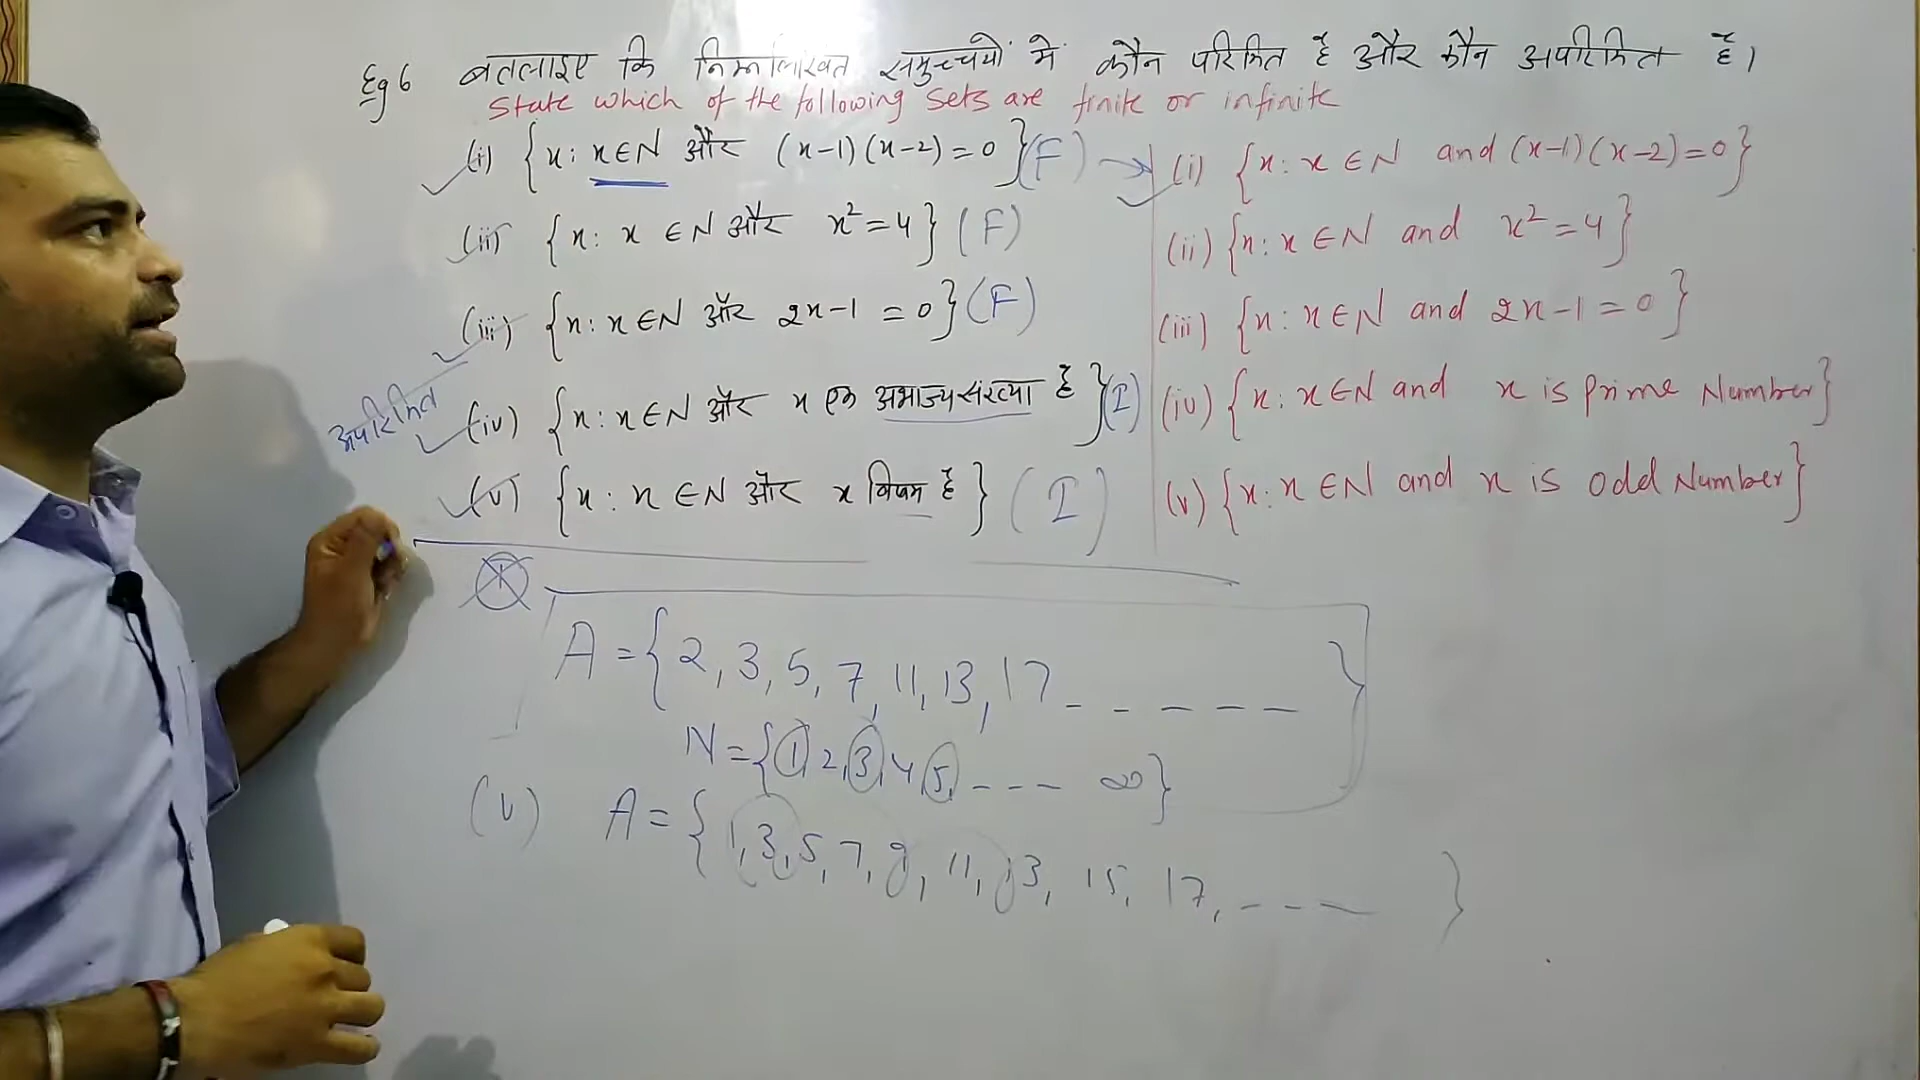 Eg 6 बतलाइए कि निम्नलिखित समुच्चयों में कौन परिमित है और कौन अपरिमित है।
State which of the following sets are finite or infinite
(i) {x : x ∈ N और (x-1)(x-2)=0} (F)
(ii) {x : x ∈ N और x² = 4} (F)
(iii) {x : x ∈ N और 2x-1 = 0} (F)
अपरिमित
(iv) {x : x ∈ N और x एक अभाज्य संख्या है} (I)
(v) {x : x ∈ N और x विषम है} (I)
(i) {x : x ∈ N and (x-1)(x-2)=0}
(ii) {x : x ∈ N and x² = 4}
(iii) {x : x ∈ N and 2x-1 = 0}
(iv) {x : x ∈ N and x is prime Number}
(v) {x : x ∈ N and x is odd Number}
A = {2, 3, 5, 7, 11, 13, 17 _ _ _ _ _ }
N = {1, 2, 3, 4, 5, - - - ∞}
(v) A = {1, 3, 5, 7, 9, 11, 13, 15, 17, - - - }